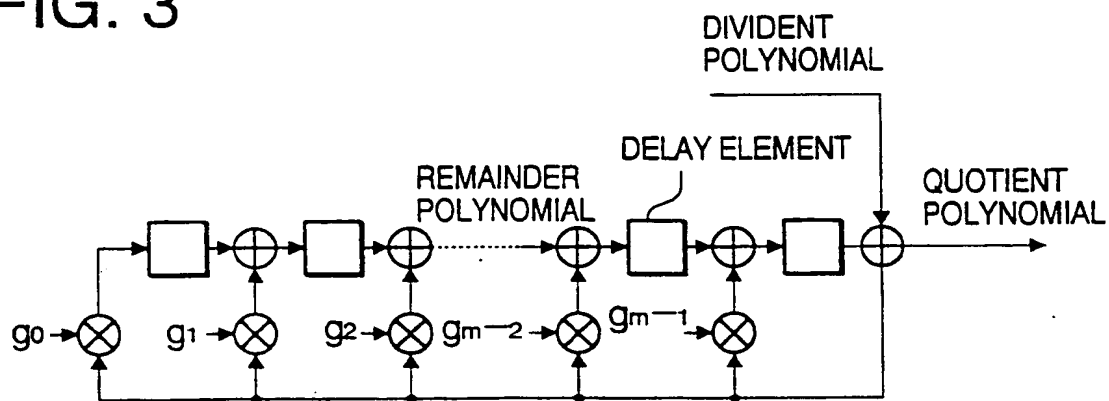 FIG. 3
DIVIDENT
POLYNOMIAL
DELAY ELEMENT
REMAINDER
POLYNOMIAL
QUOTIENT
POLYNOMIAL
g0
g1
g2
gm-2
gm-1